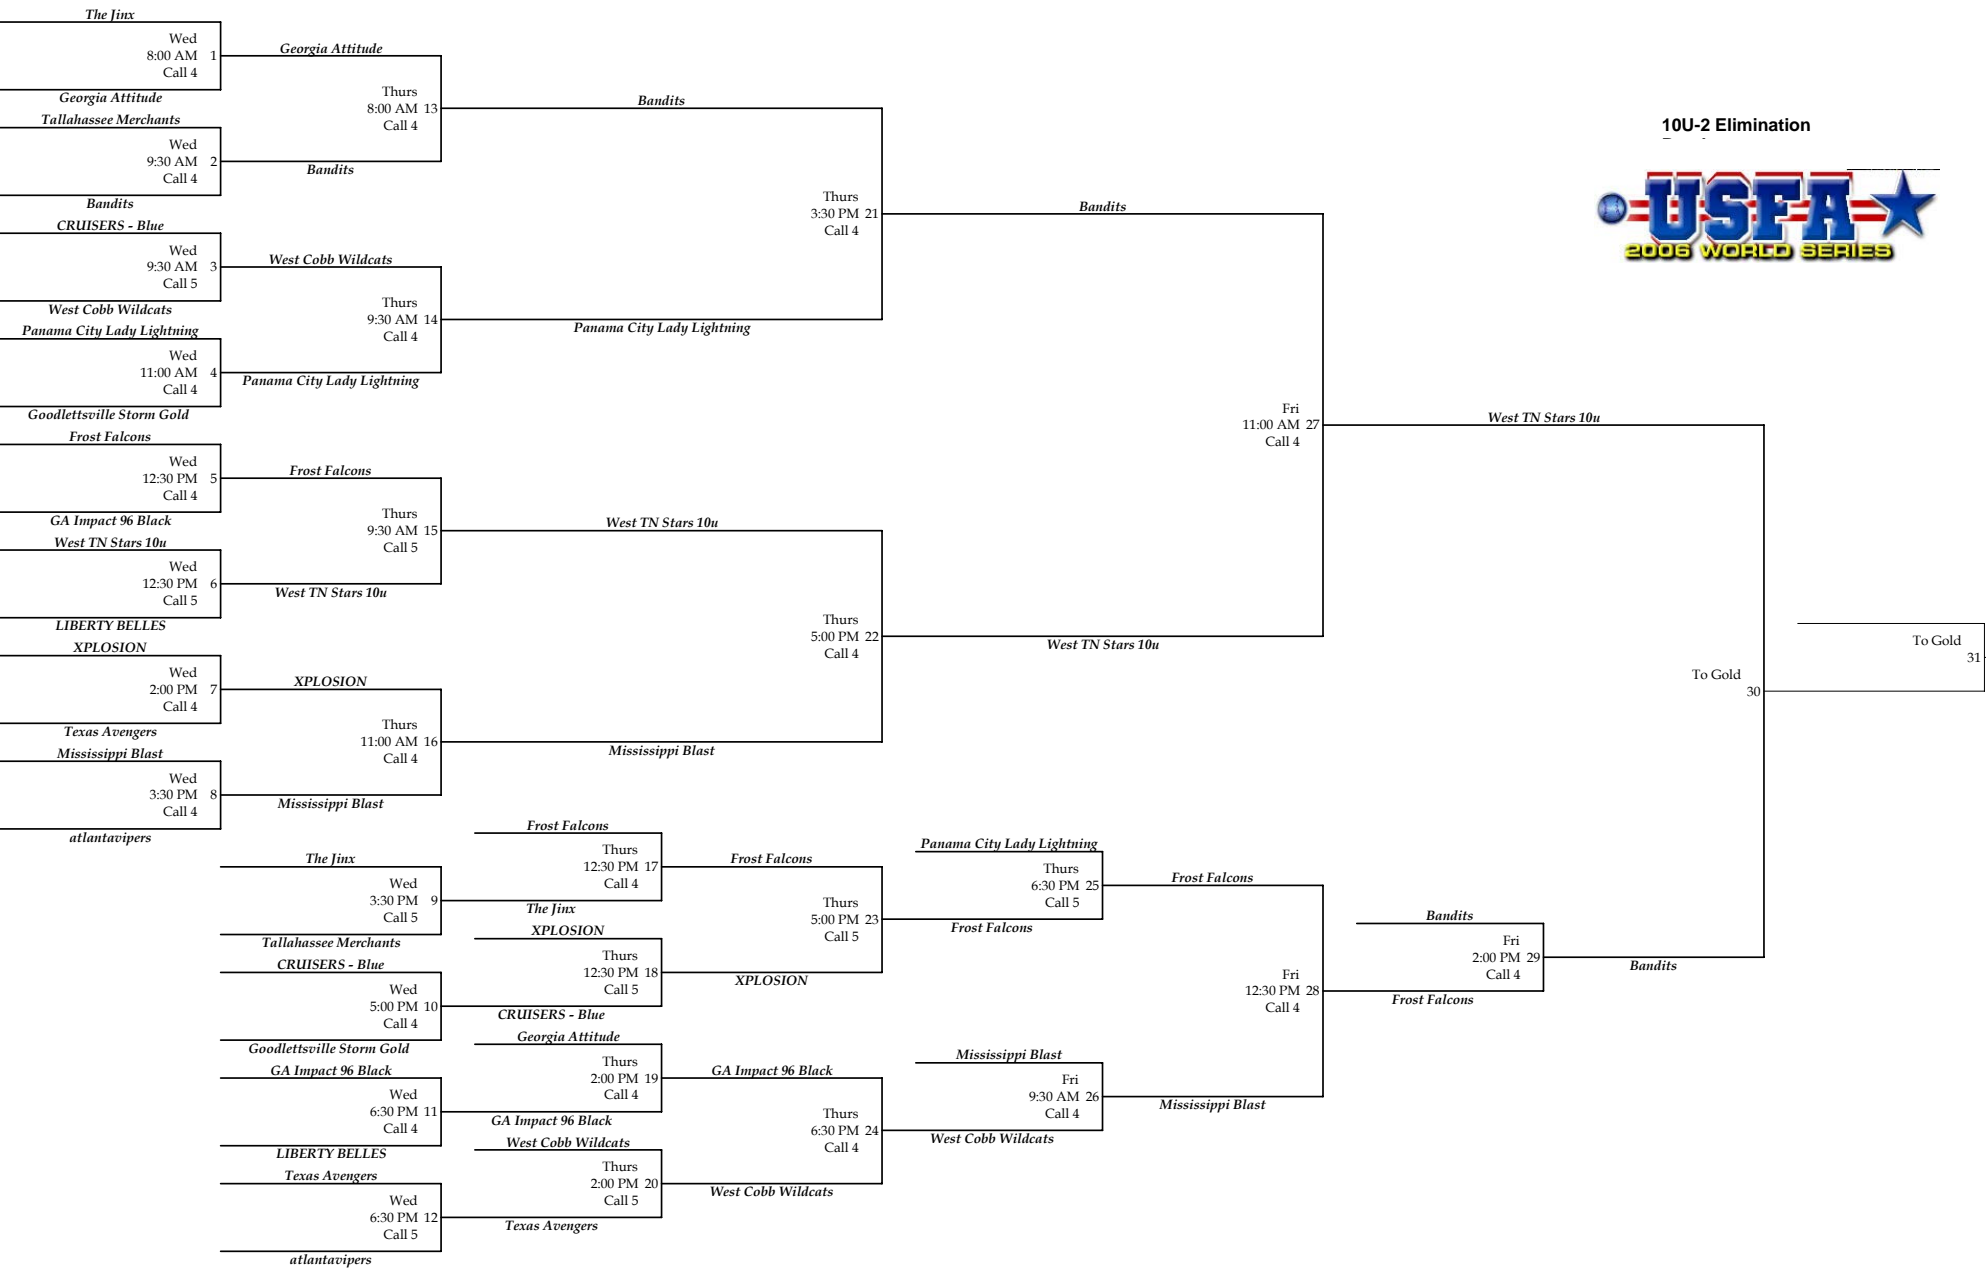 The Jinx
Wed
8:00 AM 1
Call 4
Georgia Attitude
Tallahassee Merchants
Wed
9:30 AM 2
Call 4
Bandits
CRUISERS - Blue
Wed
9:30 AM 3
Call 5
West Cobb Wildcats
Panama City Lady Lightning
Wed
11:00 AM 4
Call 4
Goodlettsville Storm Gold
Frost Falcons
Wed
12:30 PM 5
Call 4
GA Impact 96 Black
West TN Stars 10u
Wed
12:30 PM 6
Call 5
LIBERTY BELLES
XPLOSION
Wed
2:00 PM 7
Call 4
Texas Avengers
Mississippi Blast
Wed
3:30 PM 8
Call 4
atlantavipers
Georgia Attitude
Thurs
8:00 AM 13
Call 4
Bandits
West Cobb Wildcats
Thurs
9:30 AM 14
Call 4
Panama City Lady Lightning
Frost Falcons
Thurs
9:30 AM 15
Call 5
West TN Stars 10u
XPLOSION
Thurs
11:00 AM 16
Call 4
Mississippi Blast
The Jinx
Wed
3:30 PM 9
Call 5
Tallahassee Merchants
CRUISERS - Blue
Wed
5:00 PM 10
Call 4
Goodlettsville Storm Gold
GA Impact 96 Black
Wed
6:30 PM 11
Call 4
LIBERTY BELLES
Texas Avengers
Wed
6:30 PM 12
Call 5
atlantavipers
Bandits
Thurs
3:30 PM 21
Call 4
Panama City Lady Lightning
West TN Stars 10u
Thurs
5:00 PM 22
Call 4
Mississippi Blast
Frost Falcons
Thurs
12:30 PM 17
Call 4
The Jinx
XPLOSION
Thurs
12:30 PM 18
Call 5
CRUISERS - Blue
Georgia Attitude
Thurs
2:00 PM 19
Call 4
GA Impact 96 Black
West Cobb Wildcats
Thurs
2:00 PM 20
Call 5
Texas Avengers
Frost Falcons
Thurs
5:00 PM 23
Call 5
XPLOSION
GA Impact 96 Black
Thurs
6:30 PM 24
Call 4
West Cobb Wildcats
Bandits
Fri
11:00 AM 27
Call 4
West TN Stars 10u
Panama City Lady Lightning
Thurs
6:30 PM 25
Call 5
Frost Falcons
Mississippi Blast
Fri
9:30 AM 26
Call 4
West Cobb Wildcats
Frost Falcons
Fri
12:30 PM 28
Call 4
Mississippi Blast
Bandits
Fri
2:00 PM 29
Call 4
Frost Falcons
West TN Stars 10u
To Gold
30
Bandits
To Gold
31
10U-2 Elimination
USFA
2006 WORLD SERIES